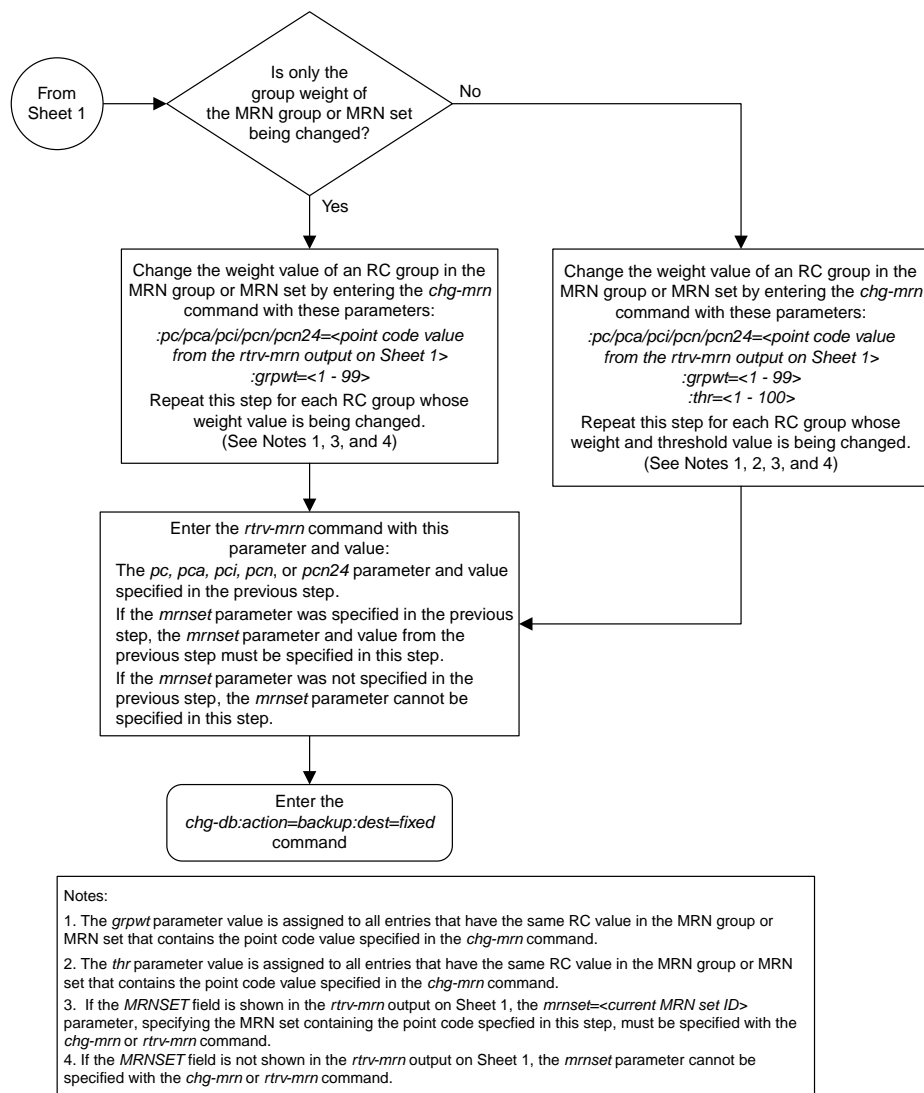 From
Sheet 1
Is only the
group weight of
the MRN group or MRN set
being changed?
No
Yes
Change the weight value of an RC group in the
MRN group or MRN set by entering the chg-mrn
command with these parameters:
:pc/pca/pci/pcn/pcn24=<point code value
from the rtrv-mrn output on Sheet 1>
:grpwt=<1 - 99>
Repeat this step for each RC group whose
weight value is being changed.
(See Notes 1, 3, and 4)
Change the weight value of an RC group in the
MRN group or MRN set by entering the chg-mrn
command with these parameters:
:pc/pca/pci/pcn/pcn24=<point code value
from the rtrv-mrn output on Sheet 1>
:grpwt=<1 - 99>
:thr=<1 - 100>
Repeat this step for each RC group whose
weight and threshold value is being changed.
(See Notes 1, 2, 3, and 4)
Enter the rtrv-mrn command with this
parameter and value:
The pc, pca, pci, pcn, or pcn24 parameter and value
specified in the previous step.
If the mrnset parameter was specified in the previous
step, the mrnset parameter and value from the
previous step must be specified in this step.
If the mrnset parameter was not specified in the
previous step, the mrnset parameter cannot be
specified in this step.
Enter the
chg-db:action=backup:dest=fixed
command
Notes:
1. The grpwt parameter value is assigned to all entries that have the same RC value in the MRN group or
MRN set that contains the point code value specified in the chg-mrn command.
2. The thr parameter value is assigned to all entries that have the same RC value in the MRN group or MRN
set that contains the point code value specified in the chg-mrn command.
3. If the MRNSET field is shown in the rtrv-mrn output on Sheet 1, the mrnset=<current MRN set ID>
parameter, specifying the MRN set containing the point code specfied in this step, must be specified with the
chg-mrn or rtrv-mrn command.
4. If the MRNSET field is not shown in the rtrv-mrn output on Sheet 1, the mrnset parameter cannot be
specified with the chg-mrn or rtrv-mrn command.